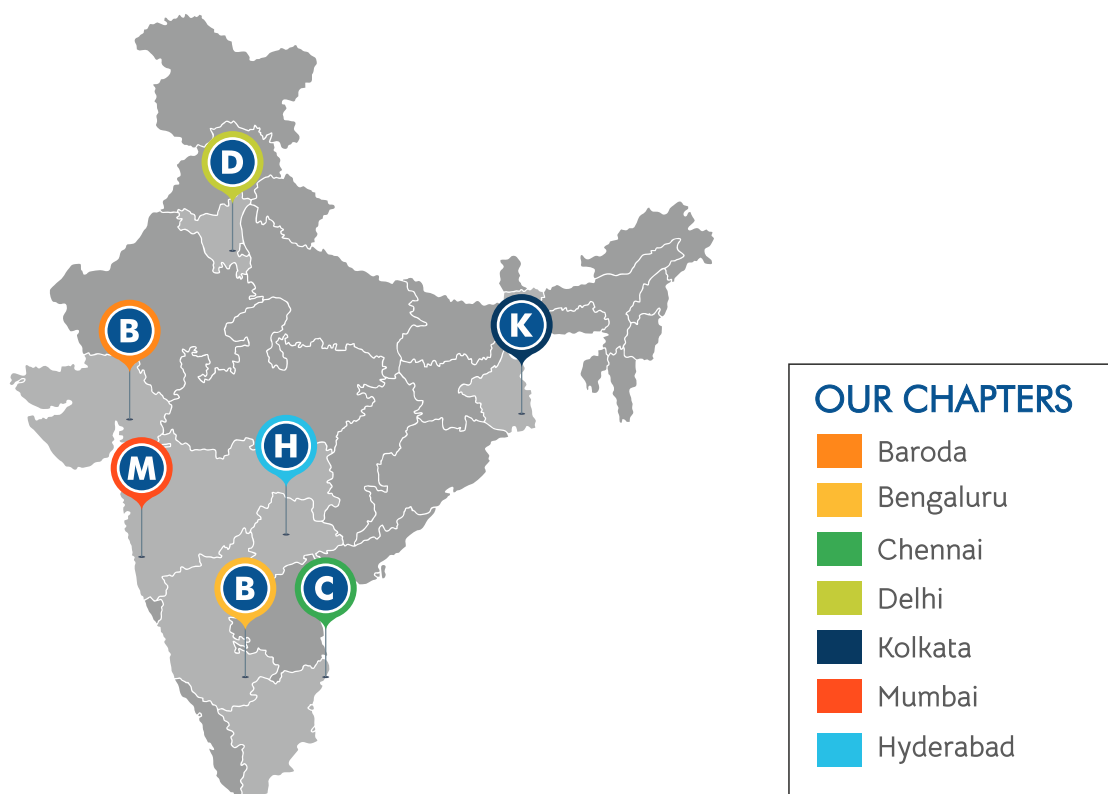 D
B
K
H
M
B
C
OUR CHAPTERS
Baroda
Bengaluru
Chennai
Delhi
Kolkata
Mumbai
Hyderabad